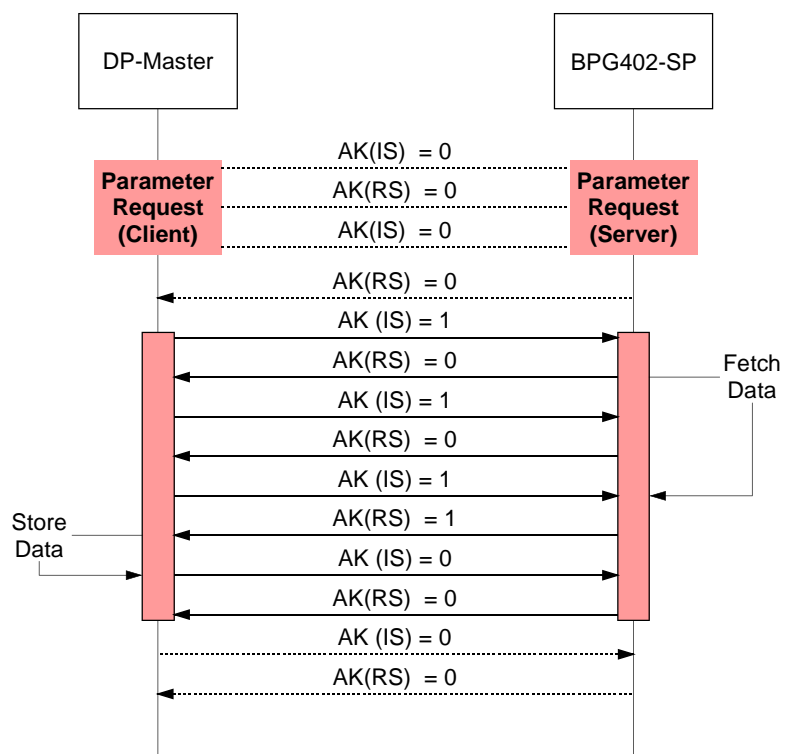 DP-Master
BPG402-SP
AK(IS) = 0
Parameter
Request
(Client)
AK(RS) = 0
Parameter
Request
(Server)
AK(IS) = 0
AK(RS) = 0
AK (IS) = 1
AK(RS) = 0
Fetch
Data
AK (IS) = 1
AK(RS) = 0
AK (IS) = 1
AK(RS) = 1
Store
Data
AK (IS) = 0
AK(RS) = 0
AK (IS) = 0
AK(RS) = 0